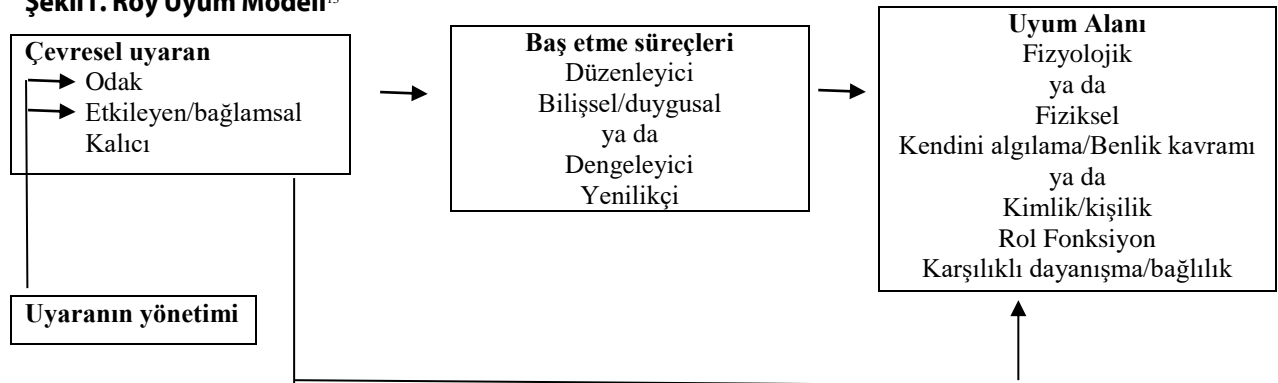 Şekil 1. Roy Uyum Modeli¹³
Çevresel uyaran
Odak
Etkileyen/bağlamsal
Kalıcı
Uyaranın yönetimi
Baş etme süreçleri
Düzenleyici
Bilişsel/duygusal
ya da
Dengeleyici
Yenilikçi
Uyum Alanı
Fizyolojik
ya da
Fiziksel
Kendini algılama/Benlik kavramı
ya da
Kimlik/kişilik
Rol Fonksiyon
Karşılıklı dayanışma/bağlılık